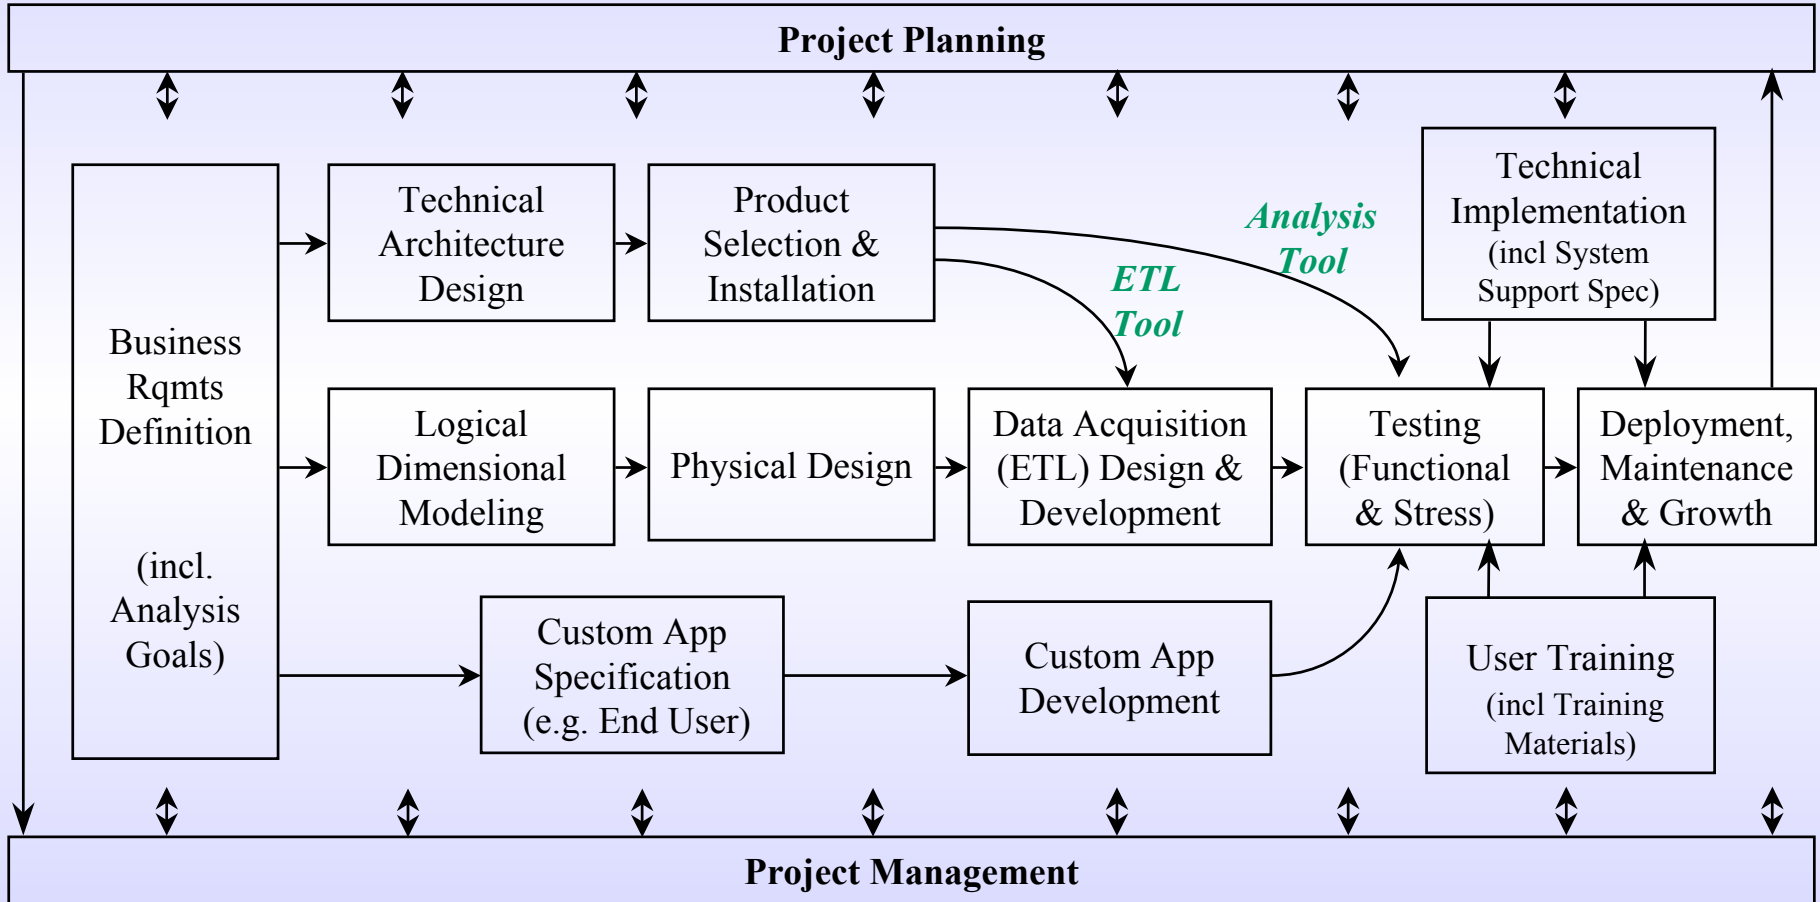 Project Planning
Technical
Architecture
Design
Product
Selection &
Installation
Analysis
Tool
ETL
Tool
Technical
Implementation
(incl System
Support Spec)
Business
Rqmts
Definition
(incl.
Analysis
Goals)
Logical
Dimensional
Modeling
Physical Design
Data Acquisition
(ETL) Design &
Development
Testing
(Functional
& Stress)
Deployment,
Maintenance
& Growth
Custom App
Specification
(e.g. End User)
Custom App
Development
User Training
(incl Training
Materials)
Project Management